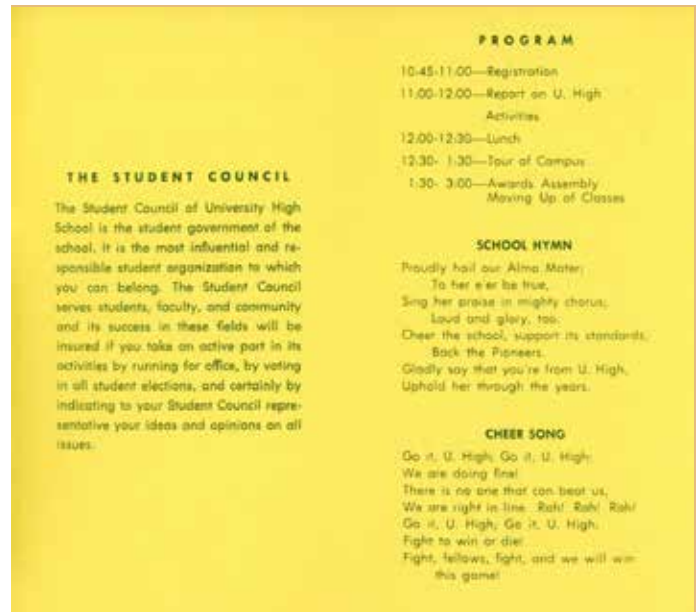 THE STUDENT COUNCIL
The Student Council of University High
School is the student government of the
school. It is the most influential and re-
sponsible student organization to which
you can belong. The Student Council
serves students, faculty, and community
and its success in these fields will be
insured if you take an active part in its
activities by running for office, by voting
in all student elections, and certainly by
indicating to your Student Council repre-
sentative your ideas and opinions on all
issues.
PROGRAM
10:45-11:00—Registration
11:00-12:00—Report on U. High
Activities
12:00-12:30—Lunch
12:30- 1:30—Tour of Campus
1:30- 3:00—Awards Assembly
Moving Up of Classes
SCHOOL HYMN
Proudly hail our Alma Mater;
To her e'er be true,
Sing her praise in mighty chorus;
Loud and glory, too.
Cheer the school, support its standards,
Back the Pioneers.
Gladly say that you're from U. High,
Uphold her through the years.
CHEER SONG
Go it, U. High; Go it, U. High;
We are doing fine!
There is no one that can beat us,
We are right in line. Rah! Rah! Rah!
Go it, U. High, Go it, U. High.
Fight to win or die!
Fight, fellows, fight, and we will win
this game!